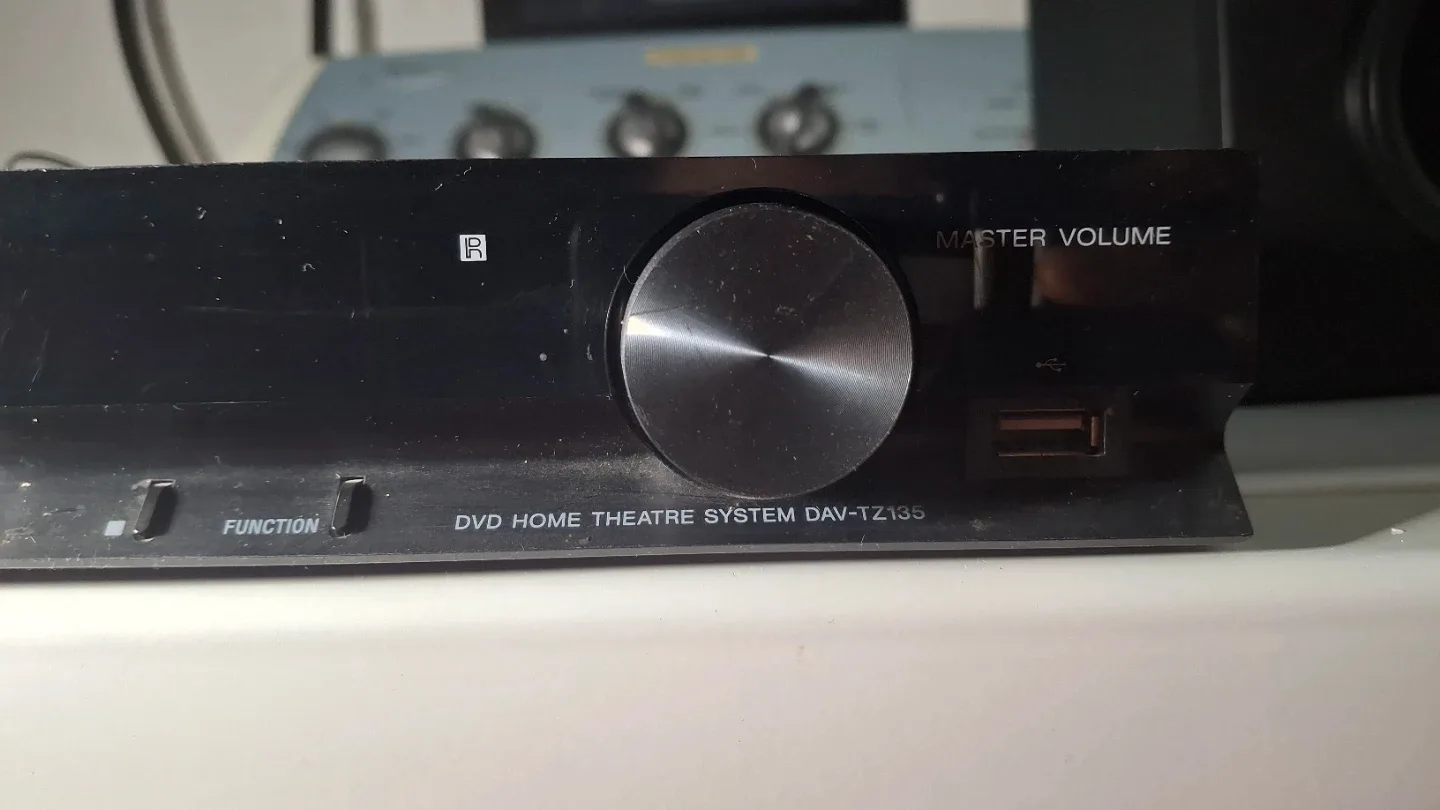 MASTER VOLUME
FUNCTION
DVD HOME THEATRE SYSTEM DAV-TZ135